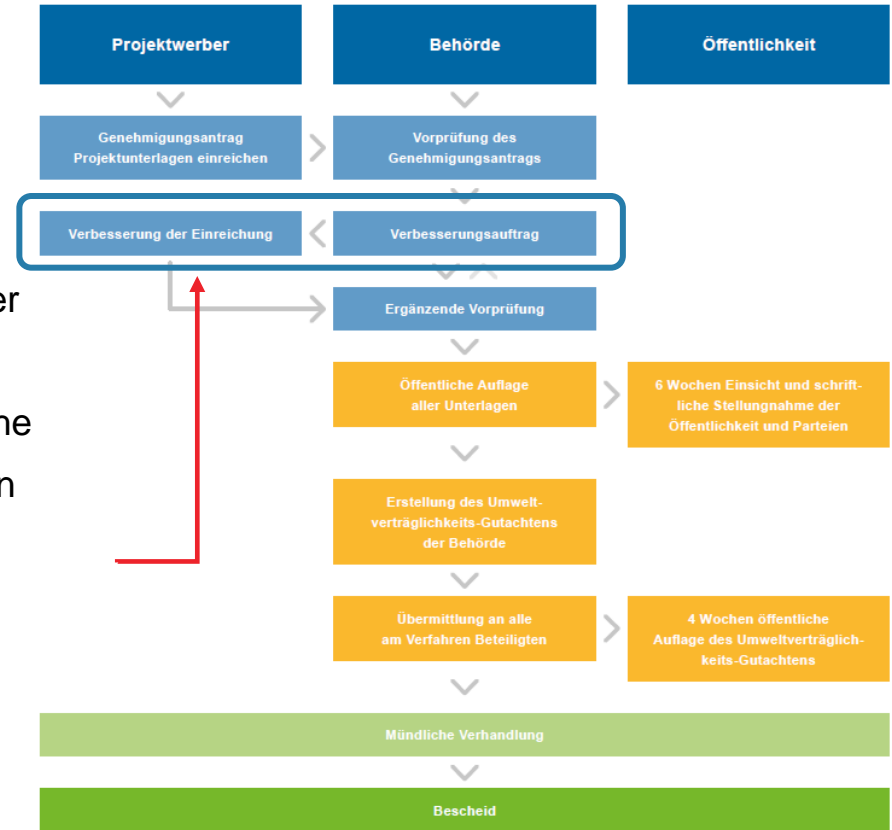 Projektwerber
Behörde
Öffentlichkeit
Genehmigungsantrag
Projektunterlagen einreichen
Vorprüfung des
Genehmigungsantrags
Verbesserung der Einreichung
Verbesserungsauftrag
er
ne
n
Ergänzende Vorprüfung
Öffentliche Auflage
aller Unterlagen
6 Wochen Einsicht und schrift-
liche Stellungnahme der
Öffentlichkeit und Parteien
Erstellung des Umwelt-
verträglichkeits-Gutachtens
der Behörde
Übermittlung an alle
am Verfahren Beteiligten
4 Wochen öffentliche
Auflage des Umweltverträglich-
keits-Gutachtens
Mündliche Verhandlung
Bescheid